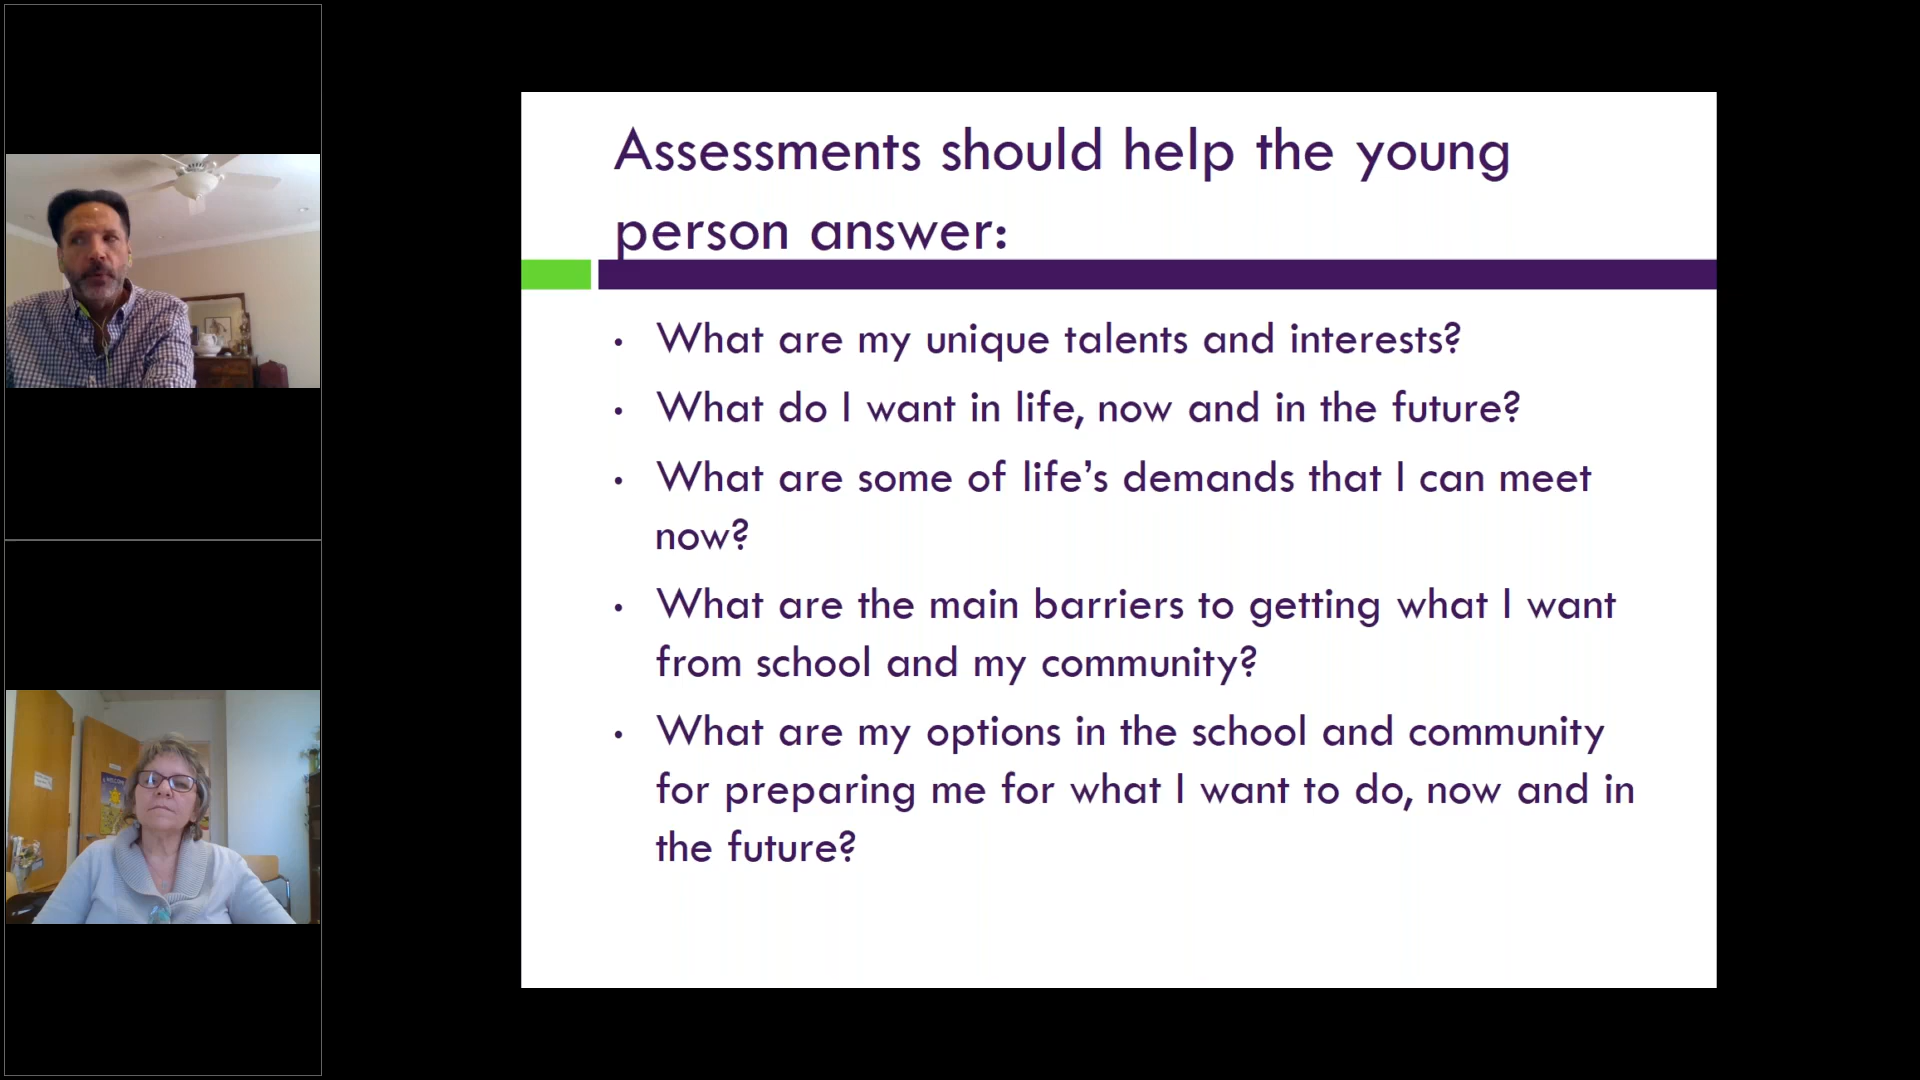 Assessments should help the young
person answer:
• What are my unique talents and interests?
• What do I want in life, now and in the future?
• What are some of life’s demands that I can meet
now?
• What are the main barriers to getting what I want
from school and my community?
• What are my options in the school and community
for preparing me for what I want to do, now and in
the future?